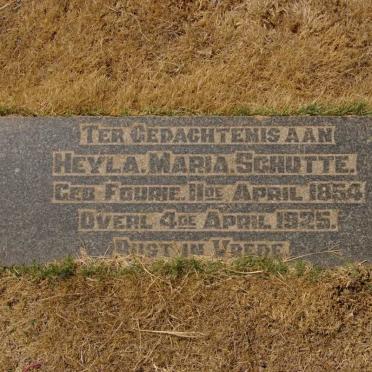 TER GEDACHTENIS AAN
HEYLA. MARIA. SCHUTTE.
GEB FOURIE. 11DE APRIL 1854
OVERL 4DE APRIL 1925.
RUST IN VREDE